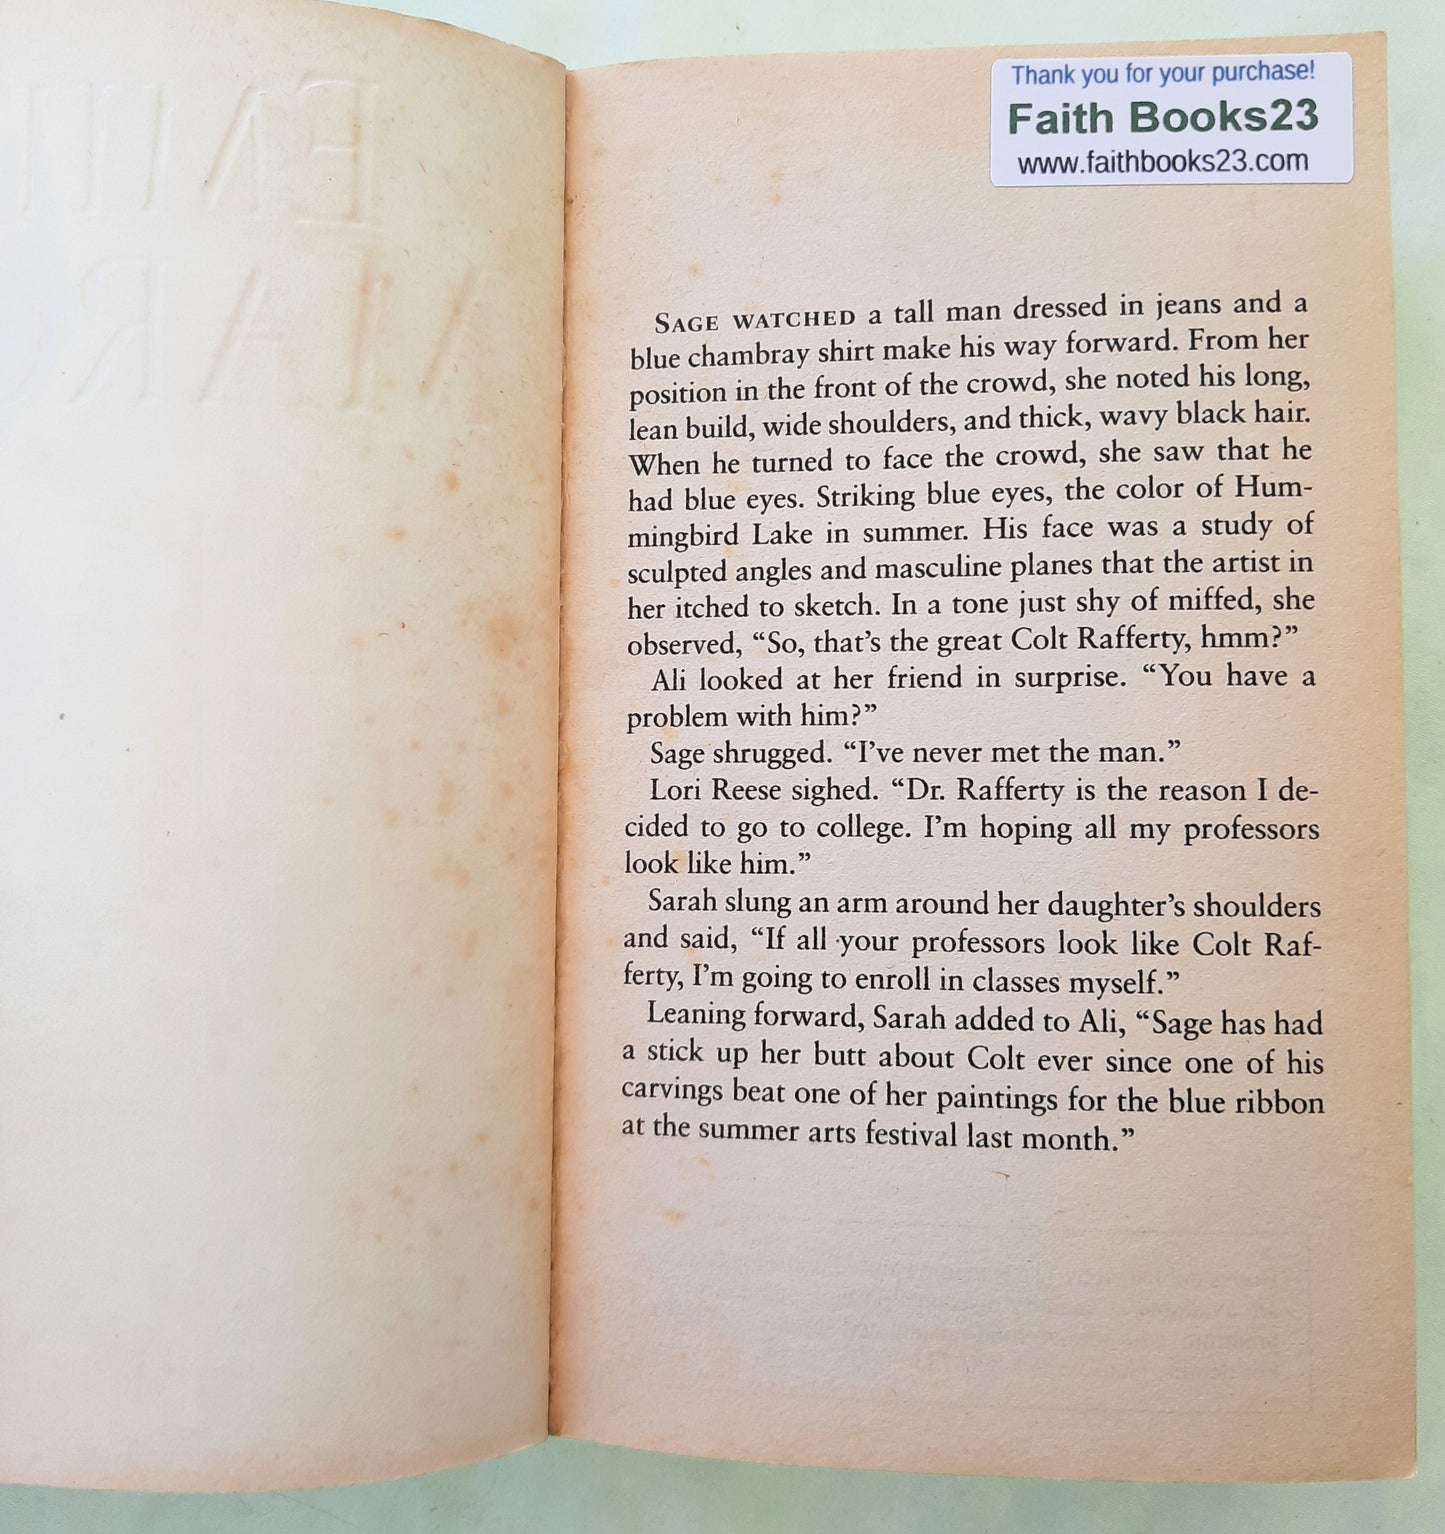 Thank you for your purchase!
Faith Books23
www.faithbooks23.com
SAGE WATCHED a tall man dressed in jeans and a
blue chambray shirt make his way forward. From her
position in the front of the crowd, she noted his long,
lean build, wide shoulders, and thick, wavy black hair.
When he turned to face the crowd, she saw that he
had blue eyes. Striking blue eyes, the color of Hum-
mingbird Lake in summer. His face was a study of
sculpted angles and masculine planes that the artist in
her itched to sketch. In a tone just shy of miffed, she
observed, “So, that’s the great Colt Rafferty, hmm?”
Ali looked at her friend in surprise. “You have a
problem with him?”
Sage shrugged. “I’ve never met the man.”
Lori Reese sighed. “Dr. Rafferty is the reason I de-
cided to go to college. I’m hoping all my professors
look like him.”
Sarah slung an arm around her daughter’s shoulders
and said, “If all your professors look like Colt Raf-
ferty, I’m going to enroll in classes myself.”
Leaning forward, Sarah added to Ali, “Sage has had
a stick up her butt about Colt ever since one of his
carvings beat one of her paintings for the blue ribbon
at the summer arts festival last month.”